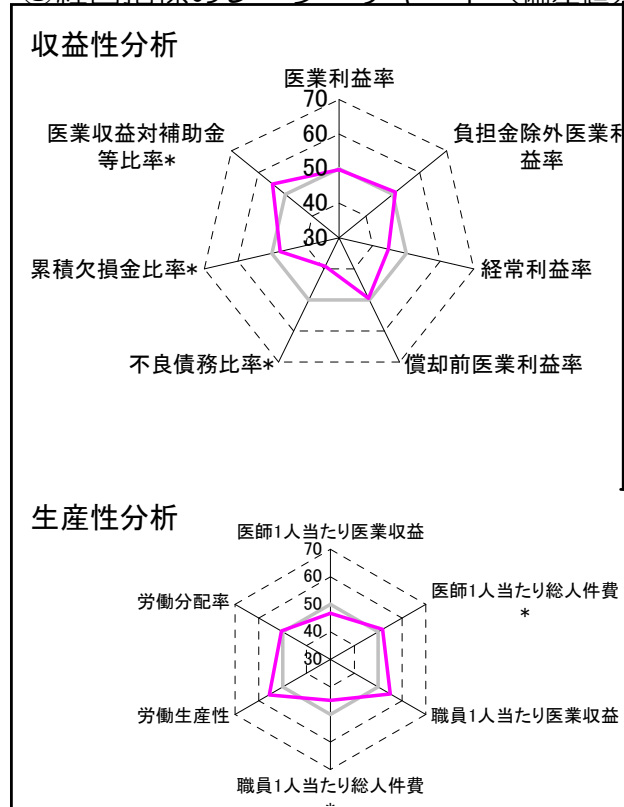 収益性分析
医業利益率
70
医業収益対補助金
等比率*
60
負担金除外医業利
益率
50
40
30
累積欠損金比率*
経常利益率
不良債務比率*
償却前医業利益率
生産性分析
医師1人当たり医業収益
70
60
医師1人当たり総人件費
*
労働分配率
50
40
30
労働生産性
職員1人当たり医業収益
職員1人当たり総人件費
*